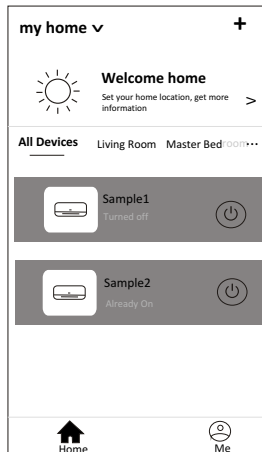 my home
+
Welcome home
Set your home location, get more
information
>
All Devices Living Room Master Bedroom...
Sample1
Turned off
Sample2
Already On
Home Me